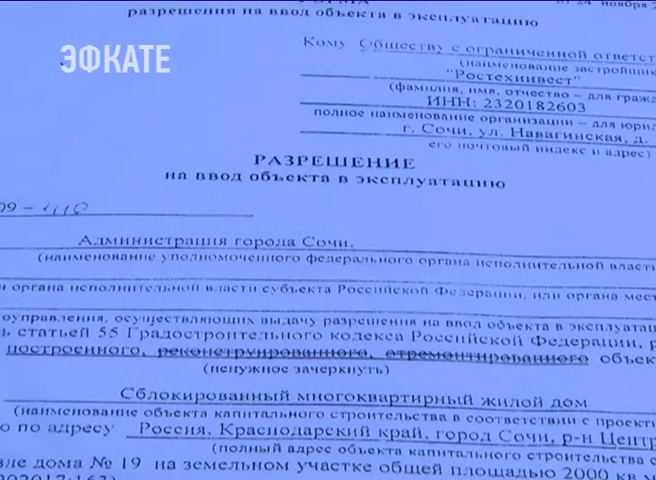 разрешения на ввод объекта в эксплуатацию
ЭФКАТЕ
Кому Обществу с ограниченной ответст
(наименование застройщик
"Ростехинвест"
(фамилия, имя, отчество – для гражда
ИНН: 2320182603
полное наименование организации – для юрид
г. Сочи, ул. Навагинская, д.
его почтовый индекс и адрес)
РАЗРЕШЕНИЕ
на ввод объекта в эксплуатацию
09 –
Администрация города Сочи,
(наименование уполномоченного федерального органа исполнительной власти
и органа исполнительной власти субъекта Российской Федерации, или органа мест
оуправления, осуществляющих выдачу разрешения на ввод объекта в эксплуатац
ь статьей 55 Градостроительного кодекса Российской Федерации, р
построенного, реконструированного, отремонтированного объек
(ненужное зачеркнуть)
Сблокированный многоквартирный жилой дом
(наименование объекта капитального строительства в соответствии с проектн
о по адресу Россия, Краснодарский край, город Сочи, р-н Центр
(полный адрес объекта капитального строительства с
вле дома № 19 на земельном участке общей площадью 2000 кв м